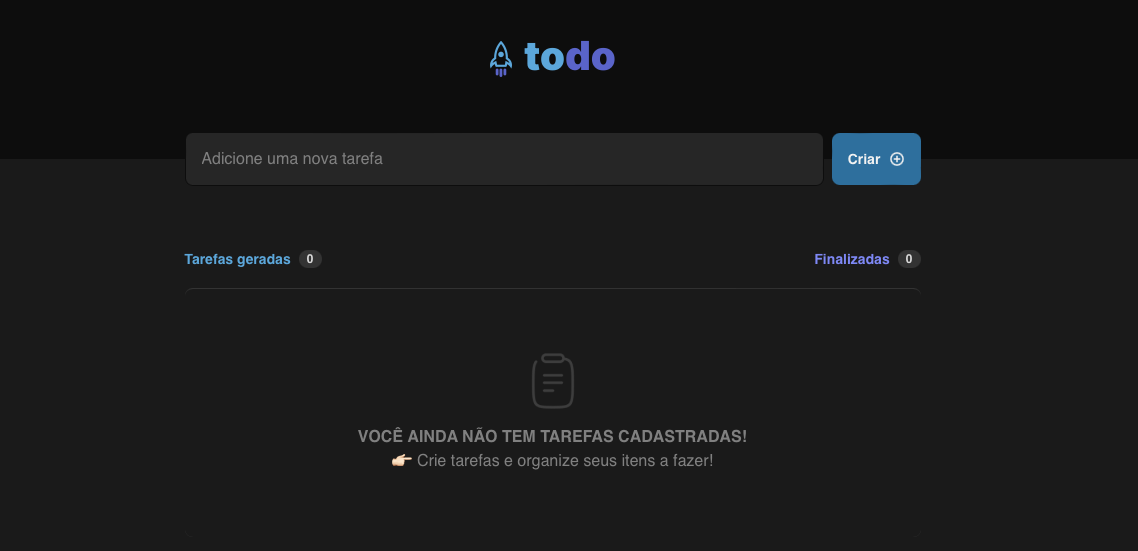 todo
Adicione uma nova tarefa
Criar
Tarefas geradas 0
Finalizadas 0
VOCÊ AINDA NÃO TEM TAREFAS CADASTRADAS!
👉🏻 Crie tarefas e organize seus itens a fazer!